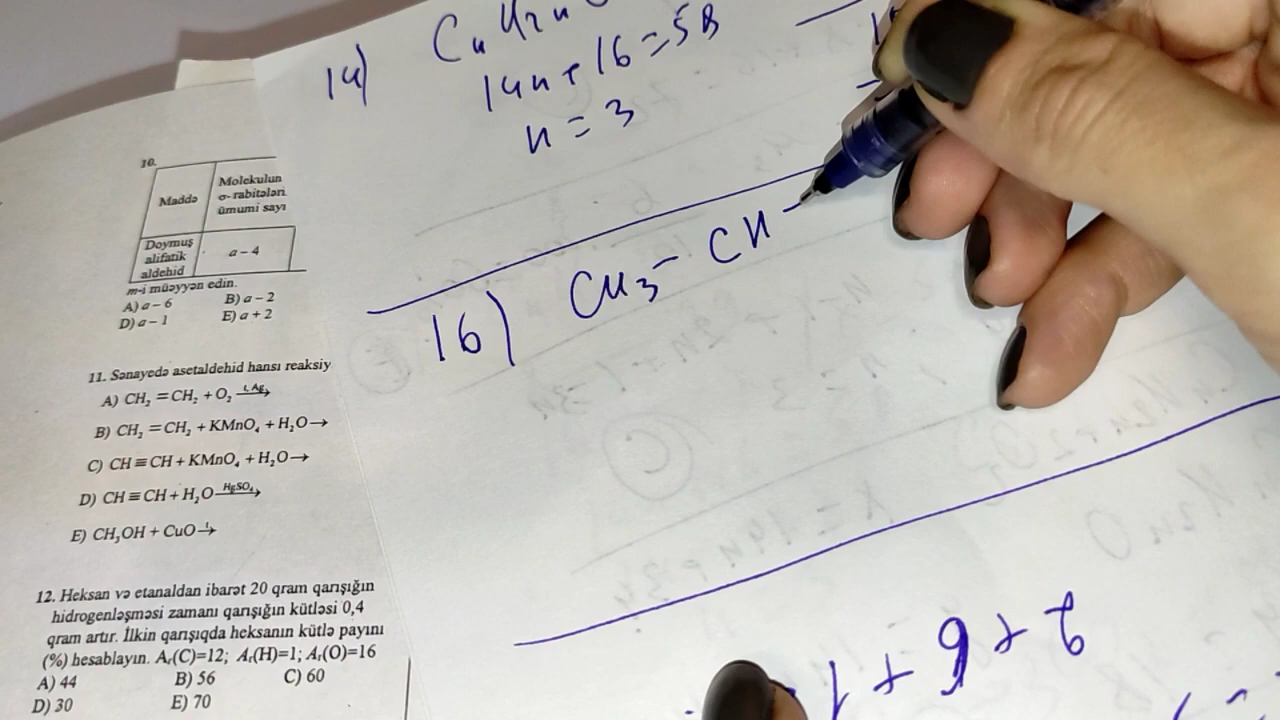 10.
Maddə
Molekulun
σ-rabitələri
ümumi sayı
Doymuş
alifatik
aldehid
a – 4
m-i müəyyən edin.
A) a – 6 B) a – 2
D) a – 1 E) a + 2
11. Sənayedə asetaldehid hansı reaksiy
A) CH₂ = CH₂ + O₂ t, Ag→
B) CH₂ = CH₂ + KMnO₄ + H₂O →
C) CH ≡ CH + KMnO₄ + H₂O →
D) CH ≡ CH + H₂O HgSO₄→
E) CH₃OH + CuO t→
12. Heksan və etanaldan ibarət 20 qram qarışığın
hidrogenləşməsi zamanı qarışığın kütləsi 0,4
qram artır. İlkin qarışıqda heksanın kütlə payını
(%) hesablayın. Aᵣ(C)=12; Aᵣ(H)=1; Aᵣ(O)=16
A) 44 B) 56 C) 60
D) 30 E) 70
14) CnH2n
14n + 16 = 58
n = 3
16) CH₃ – CH –